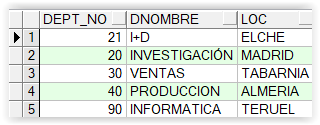 DEPT_NO DNOMBRE LOC
1 21 I+D ELCHE
2 20 INVESTIGACIÓN MADRID
3 30 VENTAS TABARNIA
4 40 PRODUCCION ALMERIA
5 90 INFORMATICA TERUEL